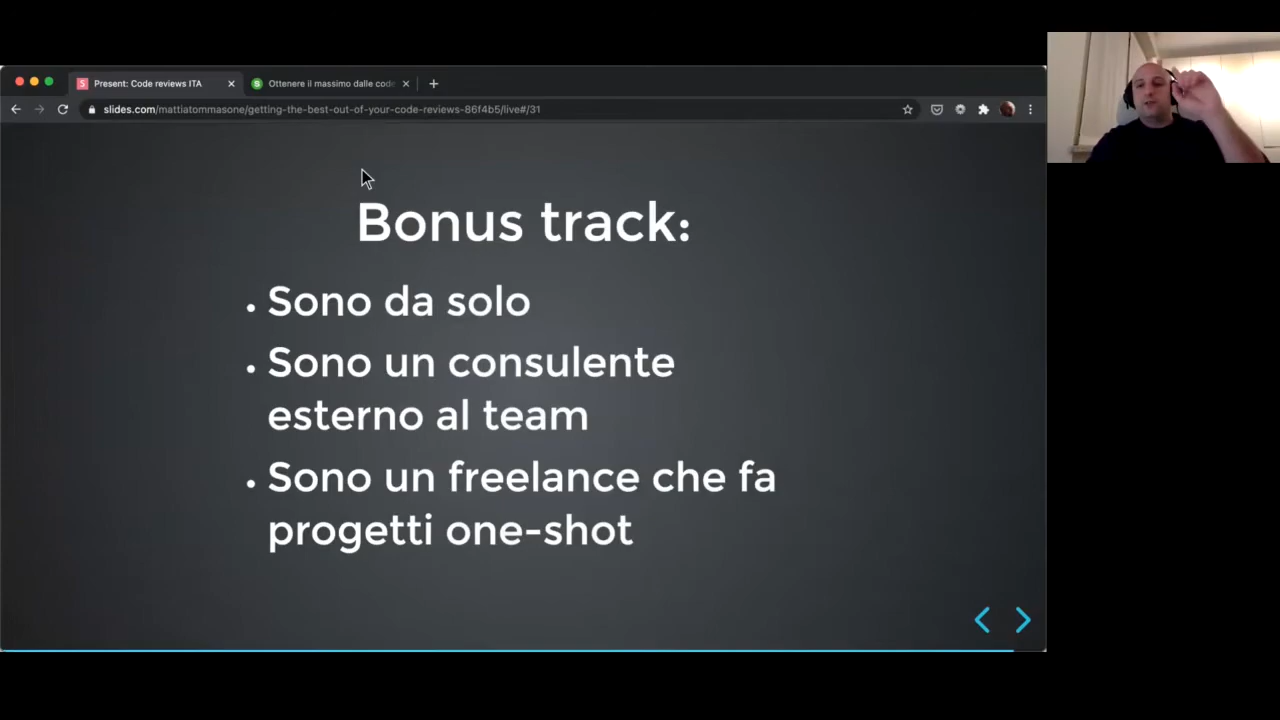 Present: Code reviews ITA
Ottenere il massimo dalle code
slides.com/mattiatommasone/getting-the-best-out-of-your-code-reviews-86f4b5/live#/31
Bonus track:
• Sono da solo
• Sono un consulente
esterno al team
• Sono un freelance che fa
progetti one-shot